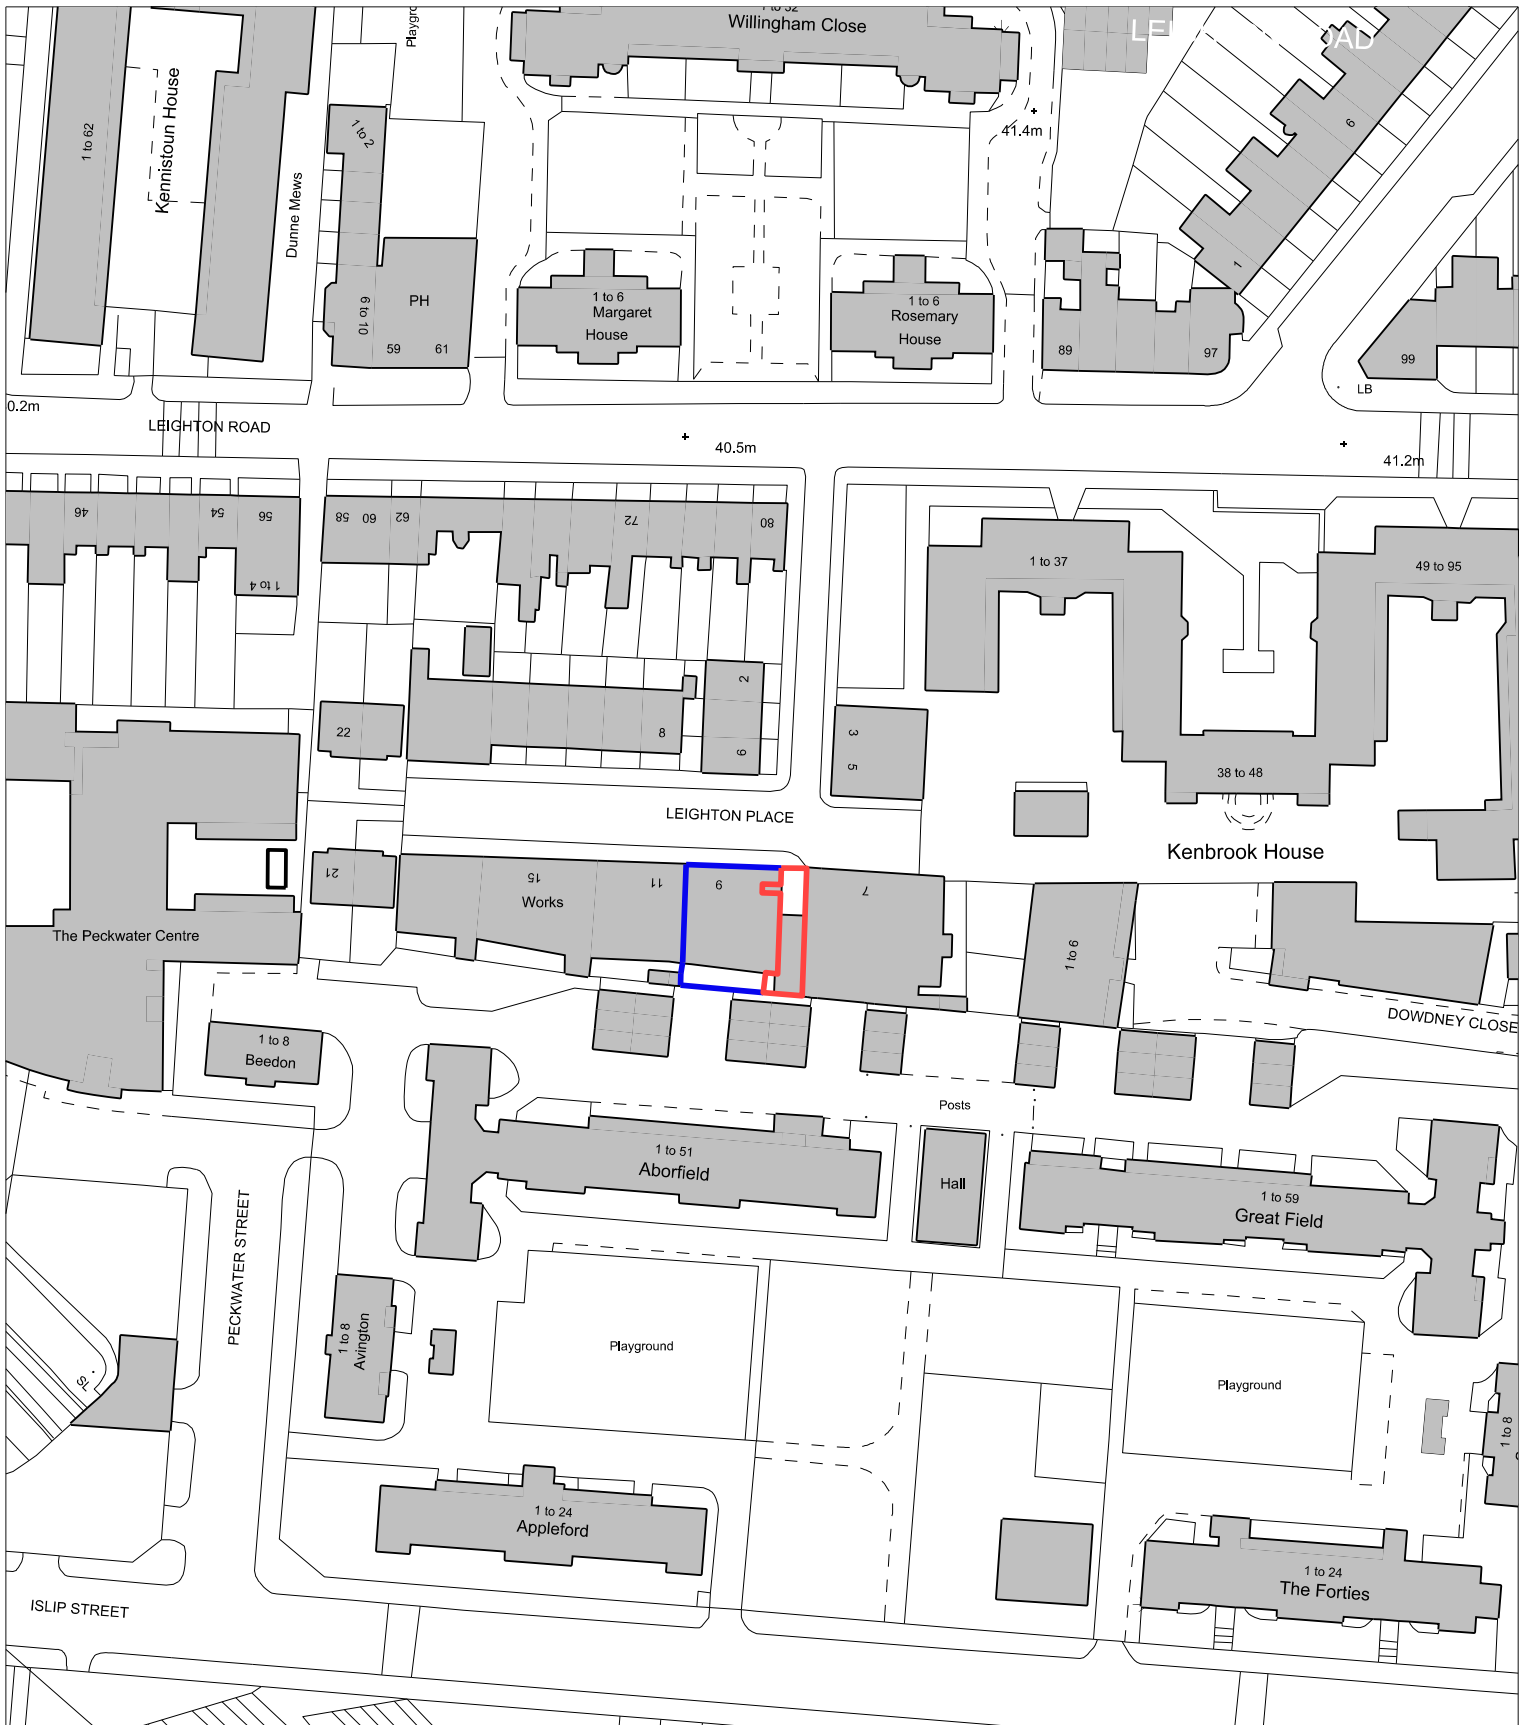 1 to 52
Willingham Close
Playgro
1 to 62
Kennistoun House
1 to 2
Dunne Mews
41.4m
6
1
6 to 10
PH
59
61
1 to 6
Margaret
House
1 to 6
Rosemary
House
89
97
99
LB
0.2m
LEIGHTON ROAD
40.5m
41.2m
46
54
56
1 to 4
58
60
62
72
80
1 to 37
49 to 95
22
8
2
6
3
5
38 to 48
LEIGHTON PLACE
Kenbrook House
21
15
Works
11
9
7
The Peckwater Centre
1 to 6
DOWDNEY CLOSE
1 to 8
Beedon
Posts
1 to 51
Aborfield
Hall
1 to 59
Great Field
PECKWATER STREET
1 to 8
Avington
Playground
Playground
SL
1 to 8
1 to 24
Appleford
1 to 24
The Forties
ISLIP STREET